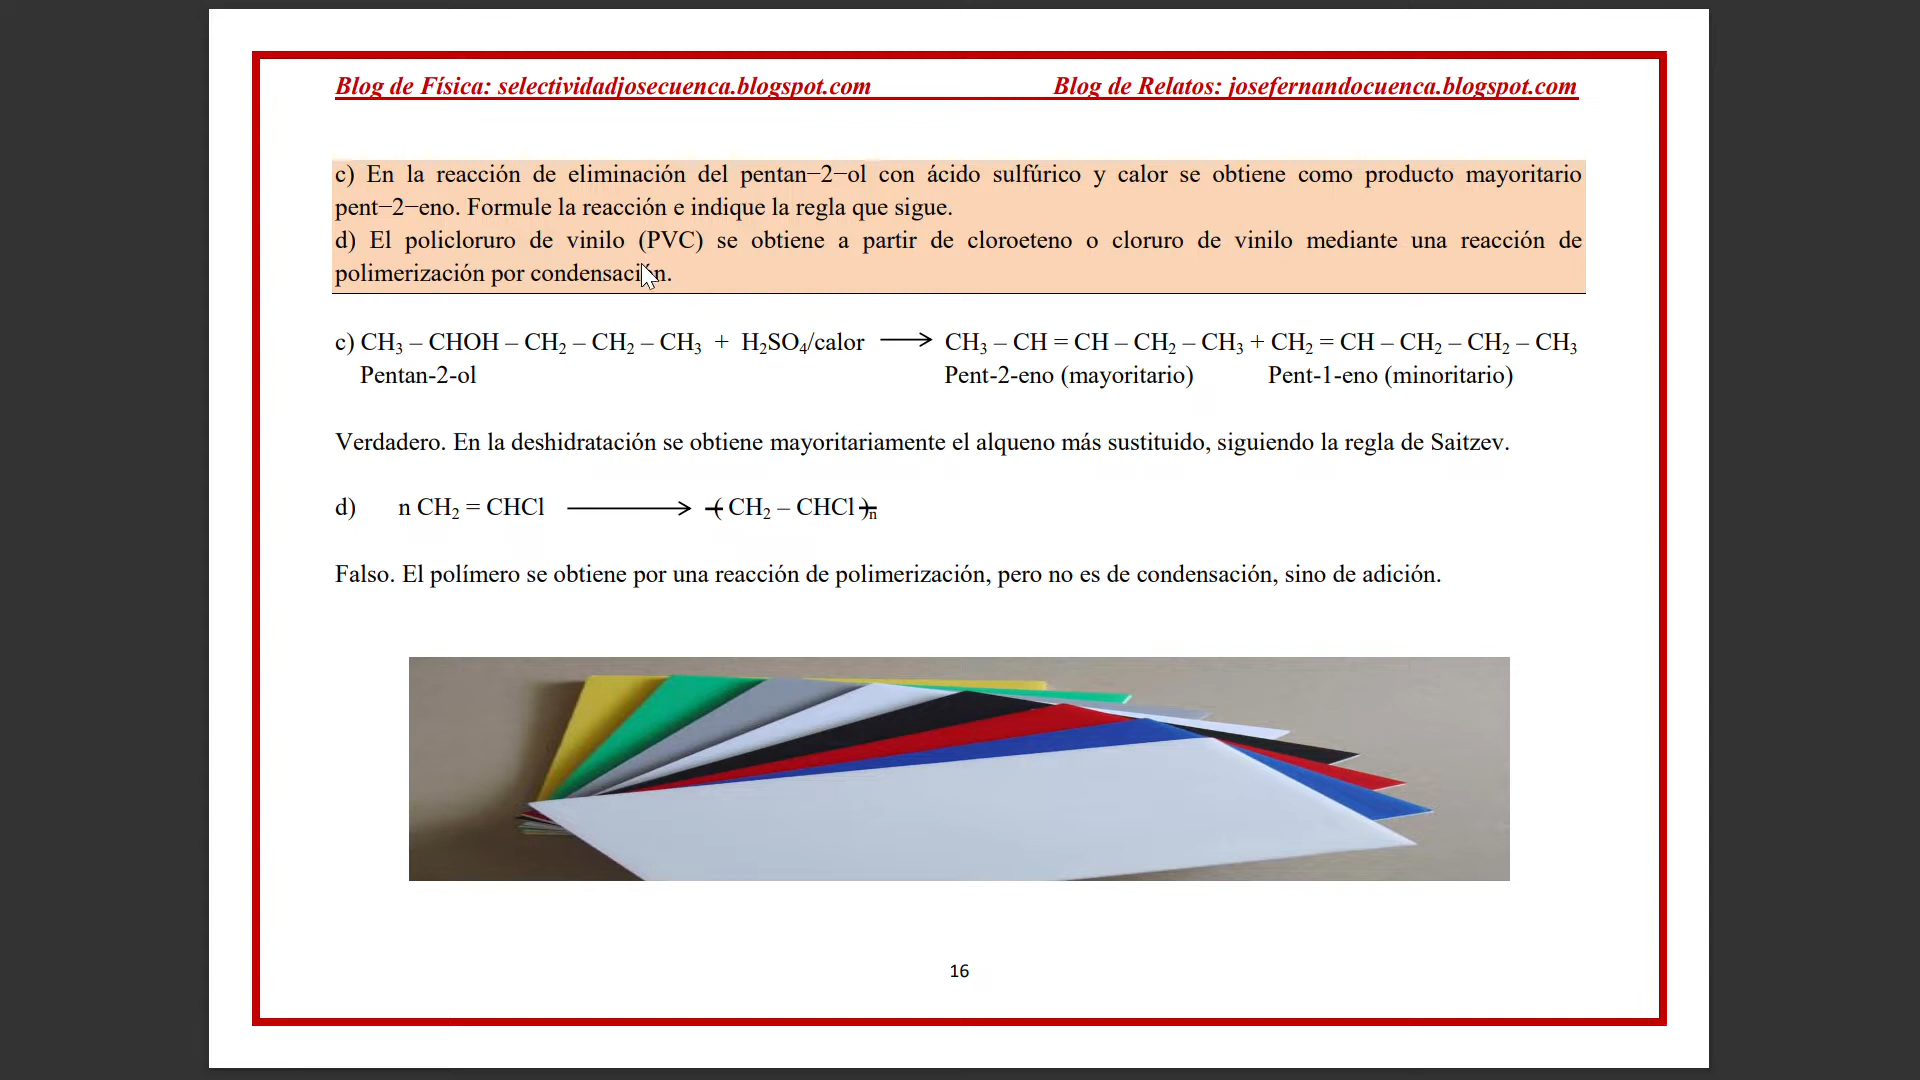 Blog de Física: selectividadjosecuenca.blogspot.com Blog de Relatos: josefernandocuenca.blogspot.com
c) En la reacción de eliminación del pentan−2−ol con ácido sulfúrico y calor se obtiene como producto mayoritario
pent−2−eno. Formule la reacción e indique la regla que sigue.
d) El policloruro de vinilo (PVC) se obtiene a partir de cloroeteno o cloruro de vinilo mediante una reacción de
polimerización por condensación.
c) CH3 – CHOH – CH2 – CH2 – CH3 + H2SO4/calor ⟶ CH3 – CH = CH – CH2 – CH3 + CH2 = CH – CH2 – CH2 – CH3
Pentan-2-ol Pent-2-eno (mayoritario) Pent-1-eno (minoritario)
Verdadero. En la deshidratación se obtiene mayoritariamente el alqueno más sustituido, siguiendo la regla de Saitzev.
d) n CH2 = CHCl ⟶ –( CH2 – CHCl )–n
Falso. El polímero se obtiene por una reacción de polimerización, pero no es de condensación, sino de adición.
16